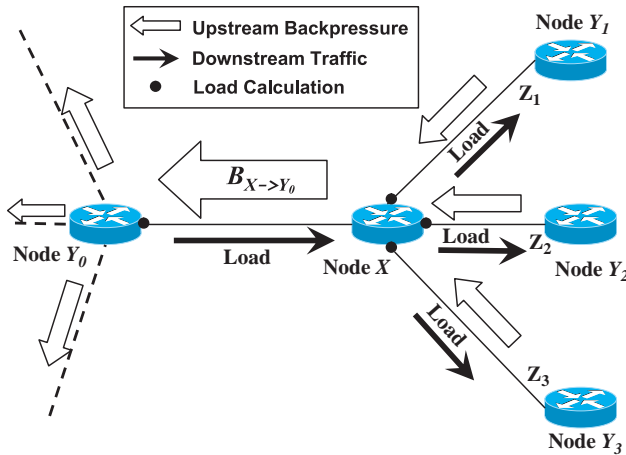 Upstream Backpressure
Downstream Traffic
Load Calculation
Node Y1
Z1
Load
B X->Y0
Node Y0
Load
Node X
Load
Z2
Node Y2
Load
Z3
Node Y3